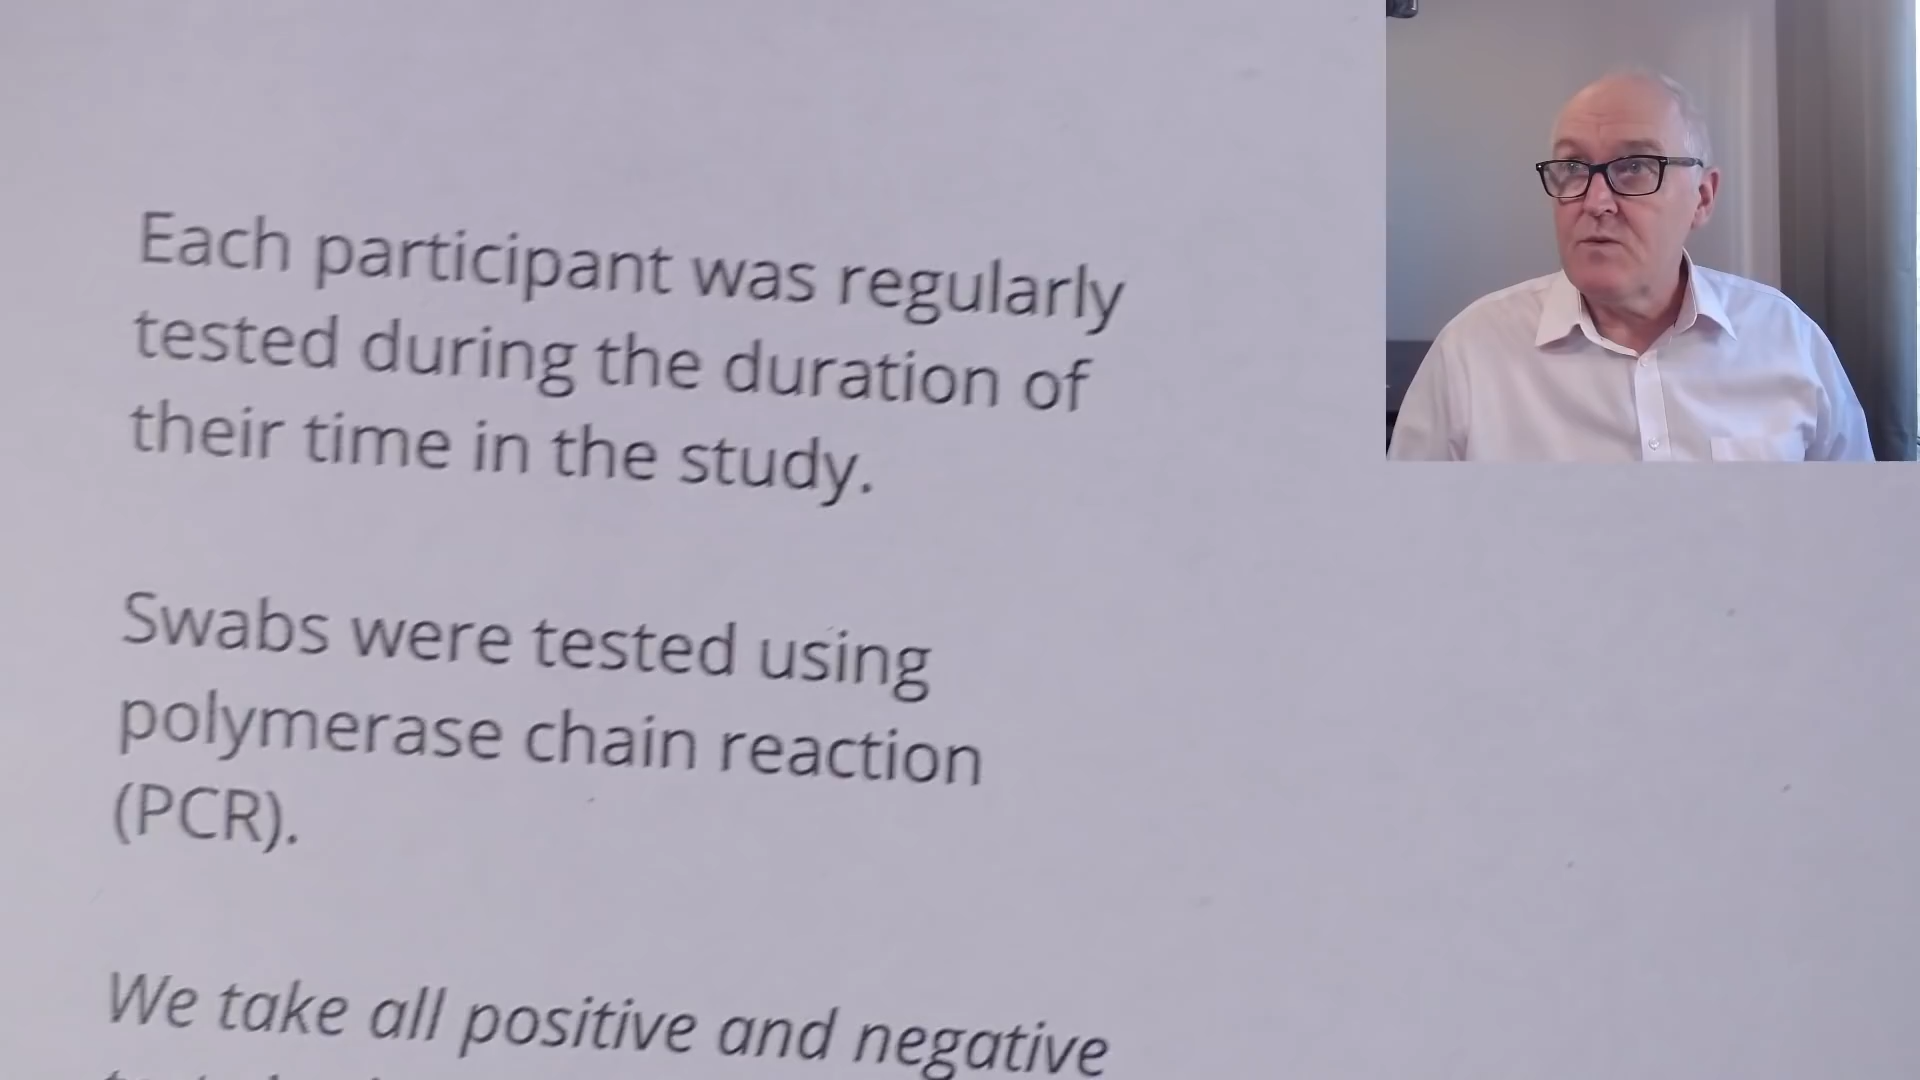 Each participant was regularly
tested during the duration of
their time in the study.
Swabs were tested using
polymerase chain reaction
(PCR).
We take all positive and negative